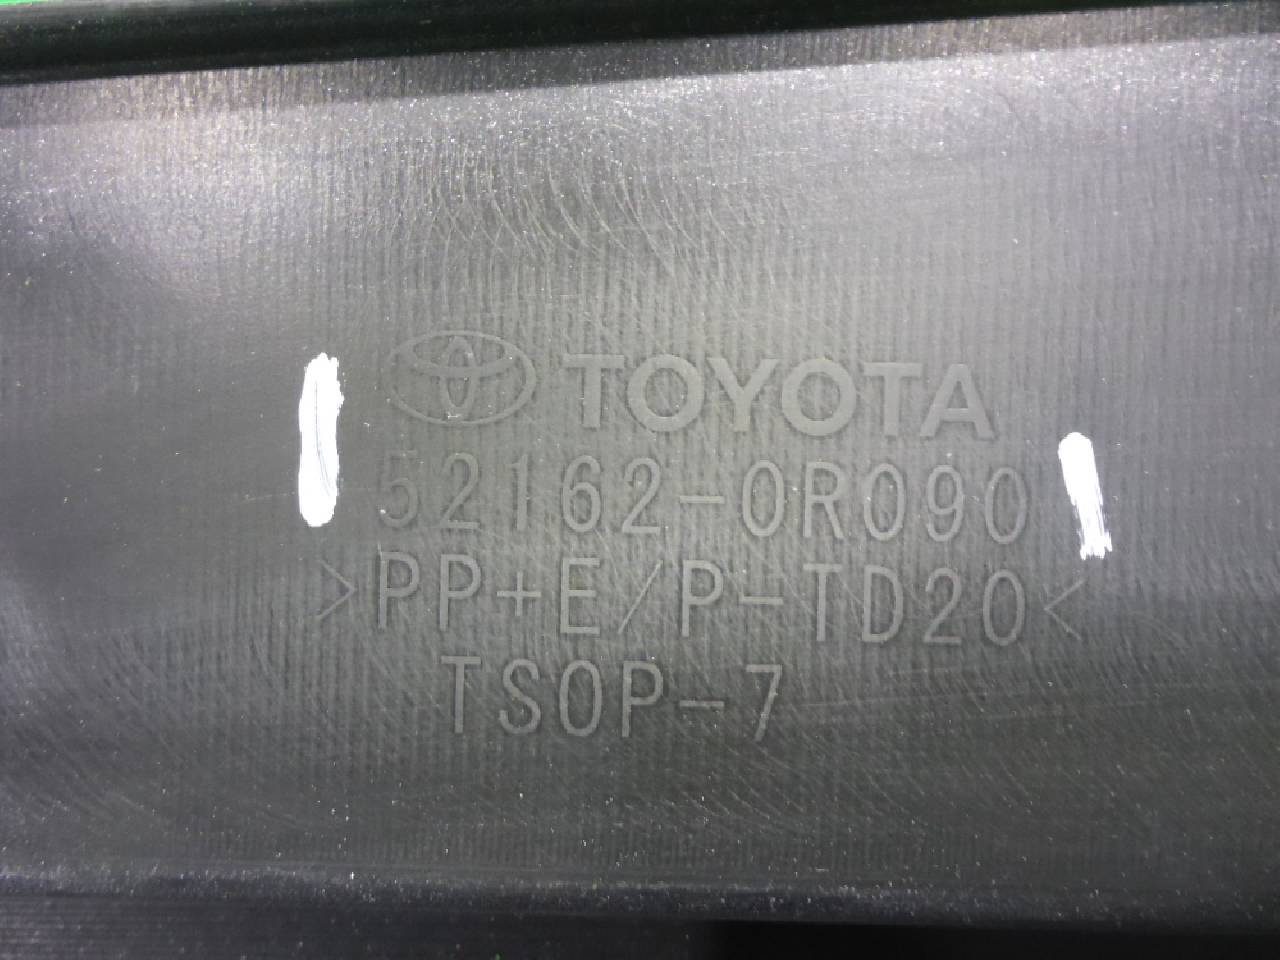 TOYOTA
52162-0R090
>PP+E/P-TD20<
TSOP-7